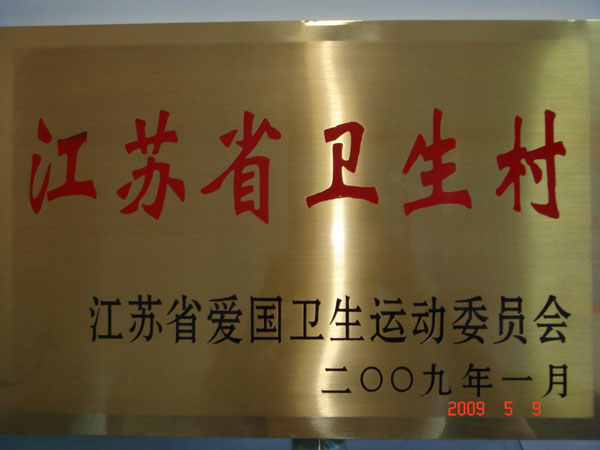 江苏省卫生村
江苏省爱国卫生运动委员会
二〇〇九年一月
2009 5 9